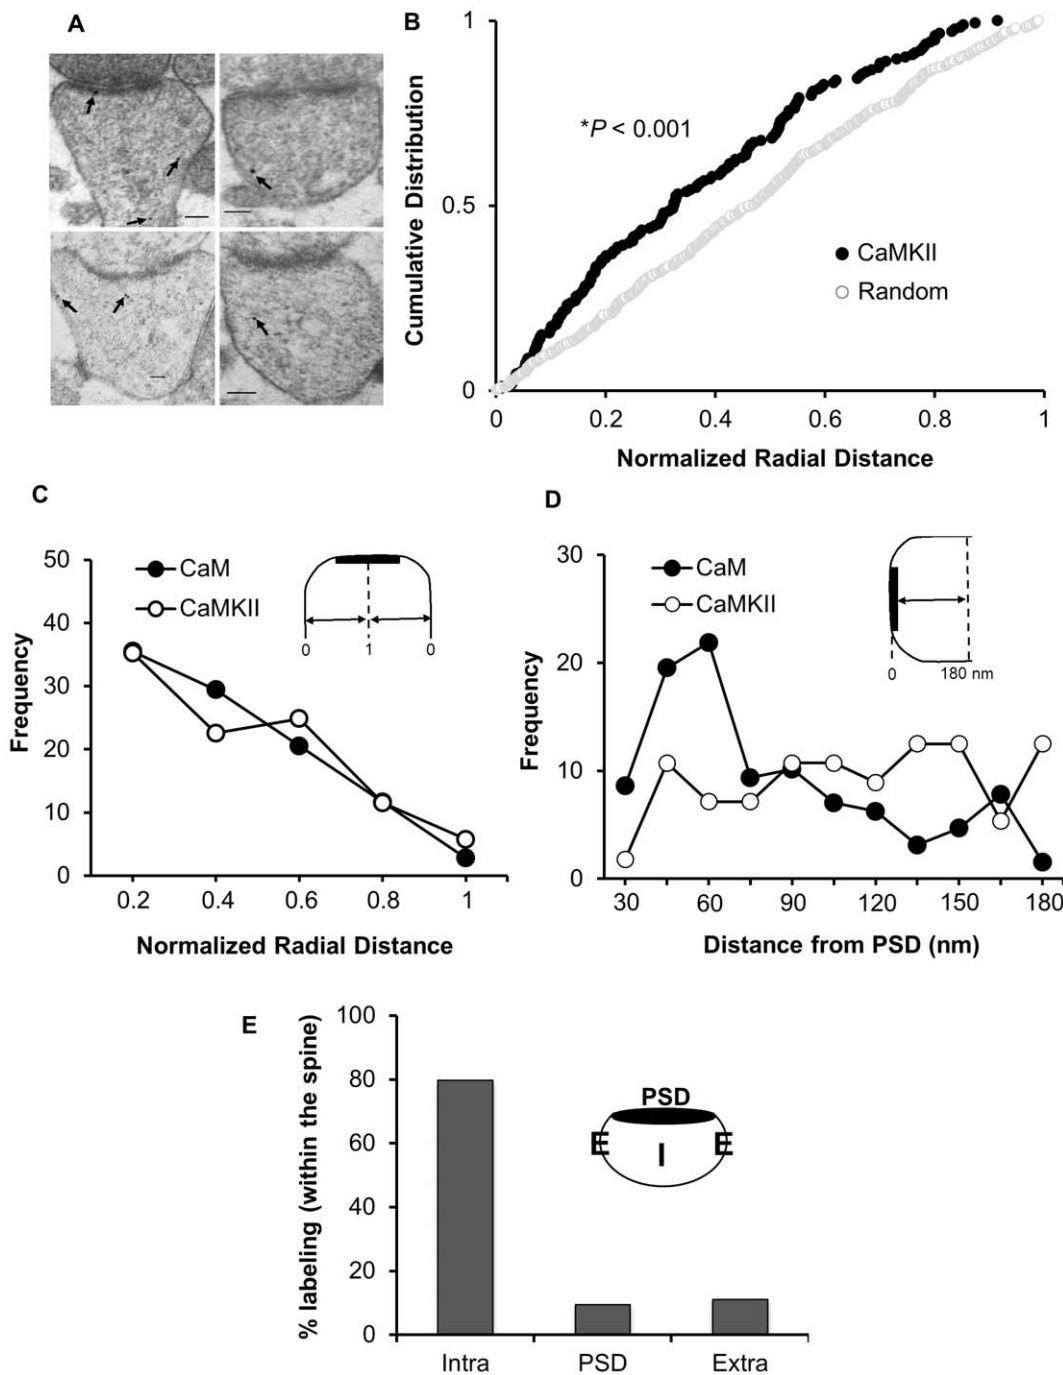 A
B
Cumulative Distribution
1
0.5
0
*P < 0.001
CaMKII
Random
0 0.2 0.4 0.6 0.8 1
Normalized Radial Distance
C
Frequency
50
40
30
20
10
0
CaM
CaMKII
0 1 0
0.2 0.4 0.6 0.8 1
Normalized Radial Distance
D
Frequency
30
20
10
0
CaM
CaMKII
0 180 nm
30 60 90 120 150 180
Distance from PSD (nm)
E
% labeling (within the spine)
100
80
60
40
20
0
PSD
E I E
Intra PSD Extra